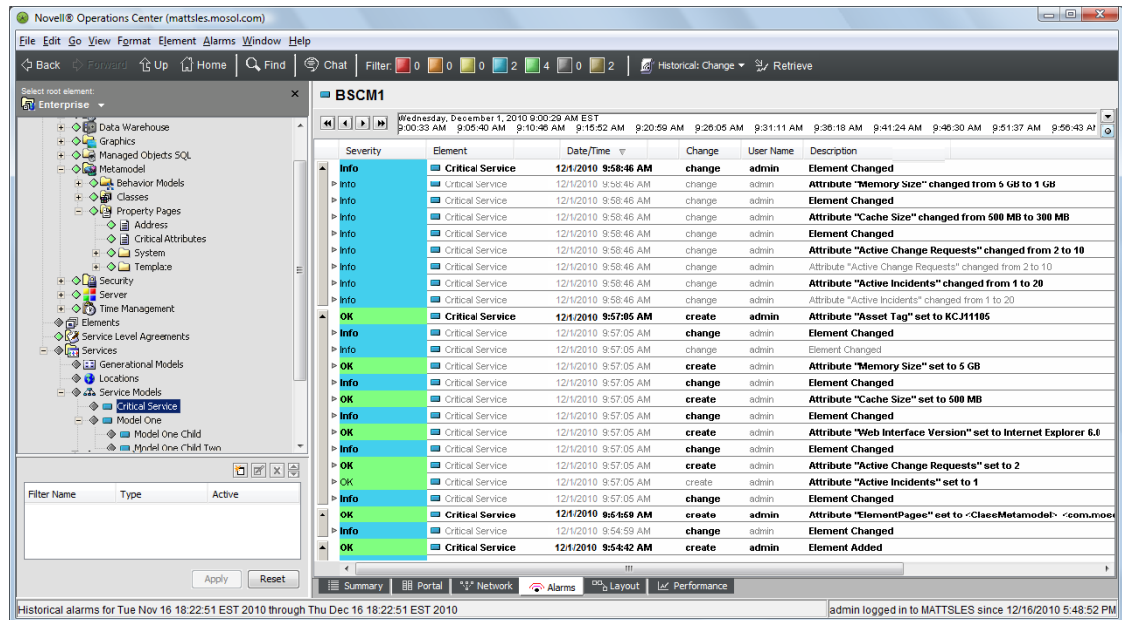 Novell® Operations Center (mattsles.mosol.com)
File Edit Go View Format Element Alarms Window Help
Back Forward Up Home Find Chat Filter: 0 0 0 2 4 0 2 Historical: Change Retrieve
Select root element:
Enterprise
Data Warehouse
Graphics
Managed Objects SQL
Metamodel
Behavior Models
Classes
Property Pages
Address
Critical Attributes
System
Template
Security
Server
Time Management
Elements
Service Level Agreements
Services
Generational Models
Locations
Service Models
Critical Service
Model One
Model One Child
Model One Child Two
Filter Name Type Active
Apply Reset
BSCM1
Wednesday, December 1, 2010 9:00:29 AM EST
9:00:33 AM 9:05:40 AM 9:10:46 AM 9:15:52 AM 9:20:59 AM 9:26:05 AM 9:31:11 AM 9:36:18 AM 9:41:24 AM 9:46:30 AM 9:51:37 AM 9:56:43 A
Severity Element Date/Time Change User Name Description
Info Critical Service 12/1/2010 9:58:46 AM change admin Element Changed
Info Critical Service 12/1/2010 9:58:46 AM change admin Attribute "Memory Size" changed from 5 GB to 1 GB
Info Critical Service 12/1/2010 9:58:46 AM change admin Element Changed
Info Critical Service 12/1/2010 9:58:46 AM change admin Attribute "Cache Size" changed from 500 MB to 300 MB
Info Critical Service 12/1/2010 9:58:46 AM change admin Element Changed
Info Critical Service 12/1/2010 9:58:46 AM change admin Attribute "Active Change Requests" changed from 2 to 10
Info Critical Service 12/1/2010 9:58:46 AM change admin Attribute "Active Change Requests" changed from 2 to 10
Info Critical Service 12/1/2010 9:58:46 AM change admin Attribute "Active Incidents" changed from 1 to 20
Info Critical Service 12/1/2010 9:58:46 AM change admin Attribute "Active Incidents" changed from 1 to 20
OK Critical Service 12/1/2010 9:57:05 AM create admin Attribute "Asset Tag" set to KCJ11105
Info Critical Service 12/1/2010 9:57:05 AM change admin Element Changed
Info Critical Service 12/1/2010 9:57:05 AM change admin Element Changed
OK Critical Service 12/1/2010 9:57:05 AM create admin Attribute "Memory Size" set to 5 GB
Info Critical Service 12/1/2010 9:57:05 AM change admin Element Changed
OK Critical Service 12/1/2010 9:57:05 AM create admin Attribute "Cache Size" set to 500 MB
Info Critical Service 12/1/2010 9:57:05 AM change admin Element Changed
OK Critical Service 12/1/2010 9:57:05 AM create admin Attribute "Web Interface Version" set to Internet Explorer 6.0
Info Critical Service 12/1/2010 9:57:05 AM change admin Element Changed
OK Critical Service 12/1/2010 9:57:05 AM create admin Attribute "Active Change Requests" set to 2
OK Critical Service 12/1/2010 9:57:05 AM create admin Attribute "Active Incidents" set to 1
Info Critical Service 12/1/2010 9:57:05 AM change admin Element Changed
OK Critical Service 12/1/2010 9:54:59 AM create admin Attribute "ElementPages" set to <ClassMetamodel> <com.mos
Info Critical Service 12/1/2010 9:54:59 AM change admin Element Changed
OK Critical Service 12/1/2010 9:54:42 AM create admin Element Added
Summary Portal Network Alarms Layout Performance
Historical alarms for Tue Nov 16 18:22:51 EST 2010 through Thu Dec 16 18:22:51 EST 2010
admin logged in to MATTSLES since 12/16/2010 5:48:52 PM